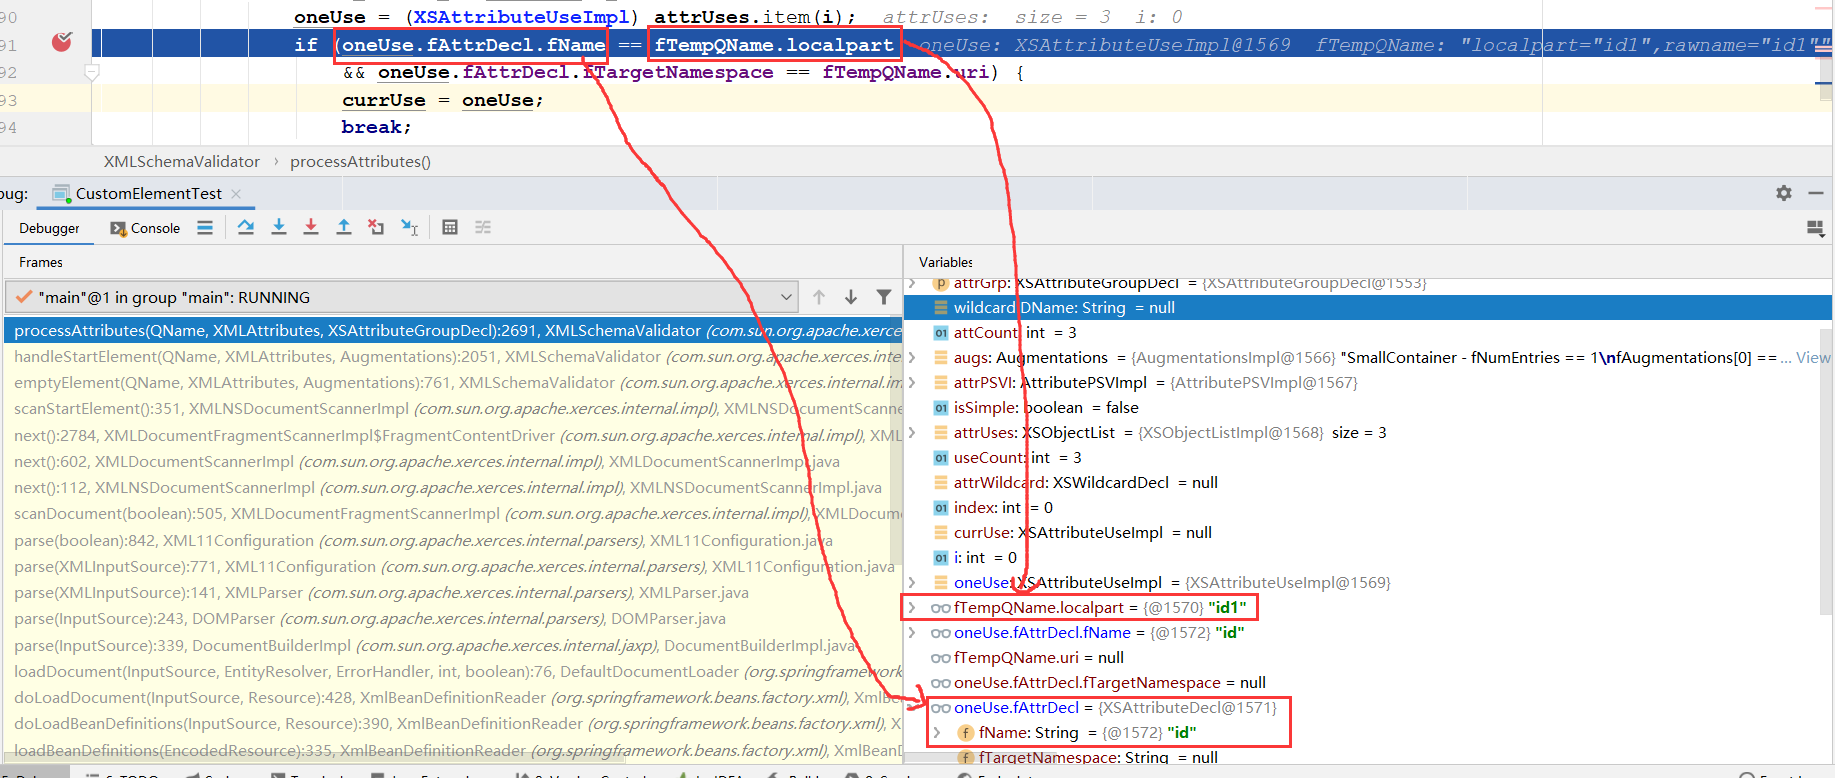 90 oneUse = (XSAttributeUseImpl) attrUses.item(i); attrUses: size = 3 i: 0
91 if (oneUse.fAttrDecl.fName == fTempQName.localpart oneUse: XSAttributeUseImpl@1569 fTempQName: "localpart="id1",rawname="id1""
92 && oneUse.fAttrDecl.fTargetNamespace == fTempQName.uri) {
93 currUse = oneUse;
94 break;
XMLSchemaValidator › processAttributes()
bug: CustomElementTest
Debugger Console
Frames
"main"@1 in group "main": RUNNING
processAttributes(QName, XMLAttributes, XSAttributeGroupDecl):2691, XMLSchemaValidator (com.sun.org.apache.xerces
handleStartElement(QName, XMLAttributes, Augmentations):2051, XMLSchemaValidator (com.sun.org.apache.xerces.inte
emptyElement(QName, XMLAttributes, Augmentations):761, XMLSchemaValidator (com.sun.org.apache.xerces.internal.im
scanStartElement():351, XMLNSDocumentScannerImpl (com.sun.org.apache.xerces.internal.impl), XMLNSDocumentScanne
next():2784, XMLDocumentFragmentScannerImpl$FragmentContentDriver (com.sun.org.apache.xerces.internal.impl), XM
next():602, XMLDocumentScannerImpl (com.sun.org.apache.xerces.internal.impl), XMLDocumentScannerImpl.java
next():112, XMLNSDocumentScannerImpl (com.sun.org.apache.xerces.internal.impl), XMLNSDocumentScannerImpl.java
scanDocument(boolean):505, XMLDocumentFragmentScannerImpl (com.sun.org.apache.xerces.internal.impl), XMLDocum
parse(boolean):842, XML11Configuration (com.sun.org.apache.xerces.internal.parsers), XML11Configuration.java
parse(XMLInputSource):771, XML11Configuration (com.sun.org.apache.xerces.internal.parsers), XML11Configuration.java
parse(XMLInputSource):141, XMLParser (com.sun.org.apache.xerces.internal.parsers), XMLParser.java
parse(InputSource):243, DOMParser (com.sun.org.apache.xerces.internal.parsers), DOMParser.java
parse(InputSource):339, DocumentBuilderImpl (com.sun.org.apache.xerces.internal.jaxp), DocumentBuilderImpl.java
loadDocument(InputSource, EntityResolver, ErrorHandler, int, boolean):76, DefaultDocumentLoader (org.springframework
doLoadDocument(InputSource, Resource):428, XmlBeanDefinitionReader (org.springframework.beans.factory.xml), XmlBea
doLoadBeanDefinitions(InputSource, Resource):390, XmlBeanDefinitionReader (org.springframework.beans.factory.xml), X
loadBeanDefinitions(EncodedResource):335, XmlBeanDefinitionReader (org.springframework.beans.factory.xml), XmlBean
Variables
attrGrp: XSAttributeGroupDecl = {XSAttributeGroupDecl@1553}
wildcardIDName: String = null
attCount: int = 3
augs: Augmentations = {AugmentationsImpl@1566} "SmallContainer - fNumEntries == 1\nfAugmentations[0] == ... View
attrPSVI: AttributePSVImpl = {AttributePSVImpl@1567}
isSimple: boolean = false
attrUses: XSObjectList = {XSObjectListImpl@1568} size = 3
useCount: int = 3
attrWildcard: XSWildcardDecl = null
index: int = 0
currUse: XSAttributeUseImpl = null
i: int = 0
oneUse: XSAttributeUseImpl = {XSAttributeUseImpl@1569}
fTempQName.localpart = {@1570} "id1"
oneUse.fAttrDecl.fName = {@1572} "id"
fTempQName.uri = null
oneUse.fAttrDecl.fTargetNamespace = null
oneUse.fAttrDecl = {XSAttributeDecl@1571}
fName: String = {@1572} "id"
fTargetNamespace: String = null